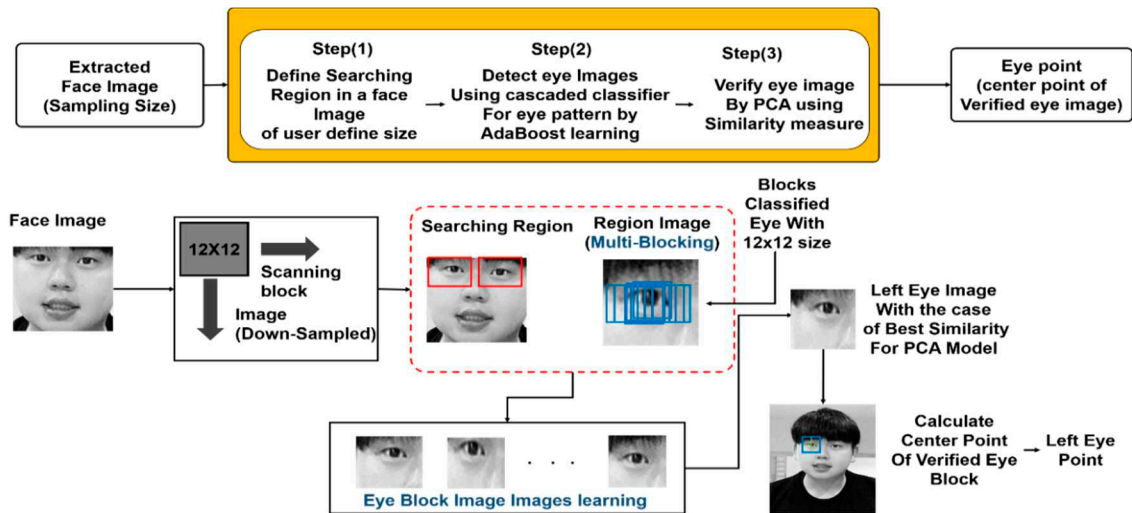 Extracted
Face Image
(Sampling Size)
Step(1)
Define Searching
Region in a face
Image
of user define size
Step(2)
Detect eye Images
Using cascaded classifier
For eye pattern by
AdaBoost learning
Step(3)
Verify eye image
By PCA using
Similarity measure
Eye point
(center point of
Verified eye image)
Face Image
12X12
Scanning
block
Image
(Down-Sampled)
Searching Region
Region Image
(Multi-Blocking)
Blocks
Classified
Eye With
12x12 size
Left Eye Image
With the case
of Best Similarity
For PCA Model
. . .
Eye Block Image Images learning
Calculate
Center Point
Of Verified Eye
Block
Left Eye
Point